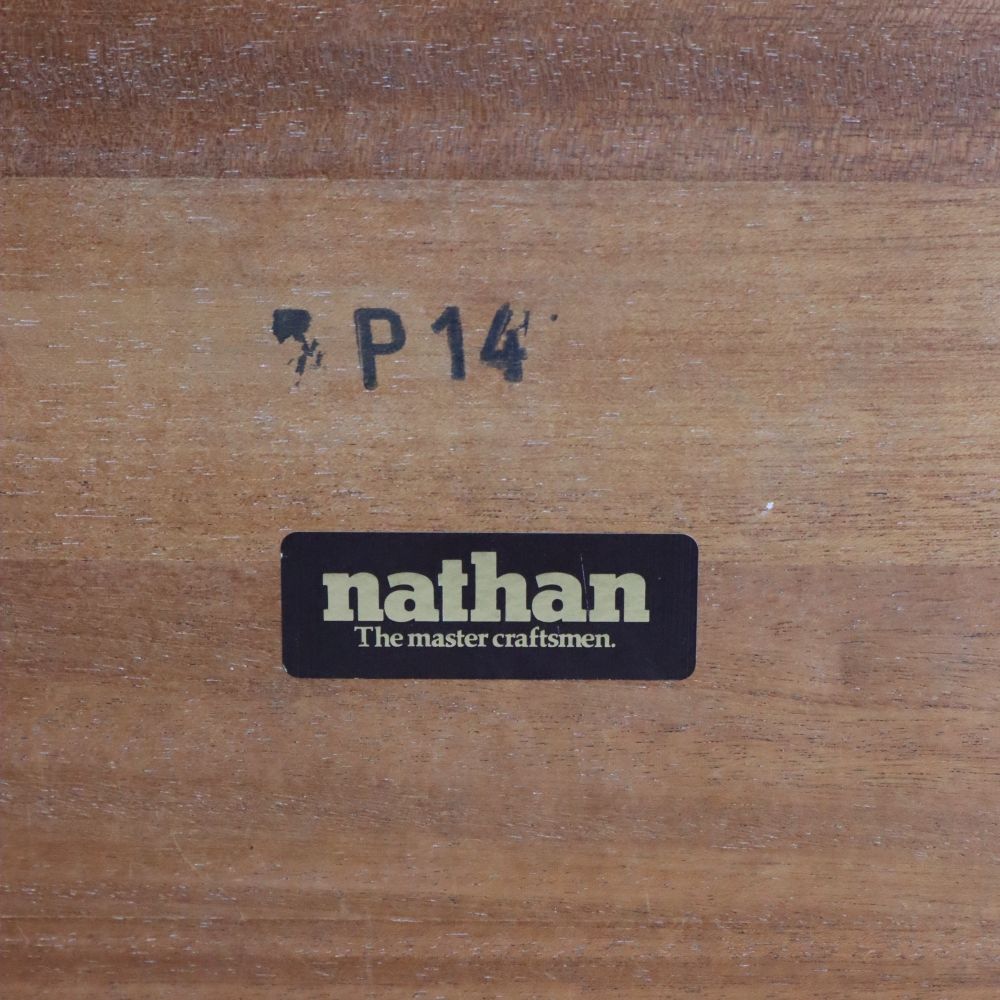 P14
nathan
The master craftsmen.